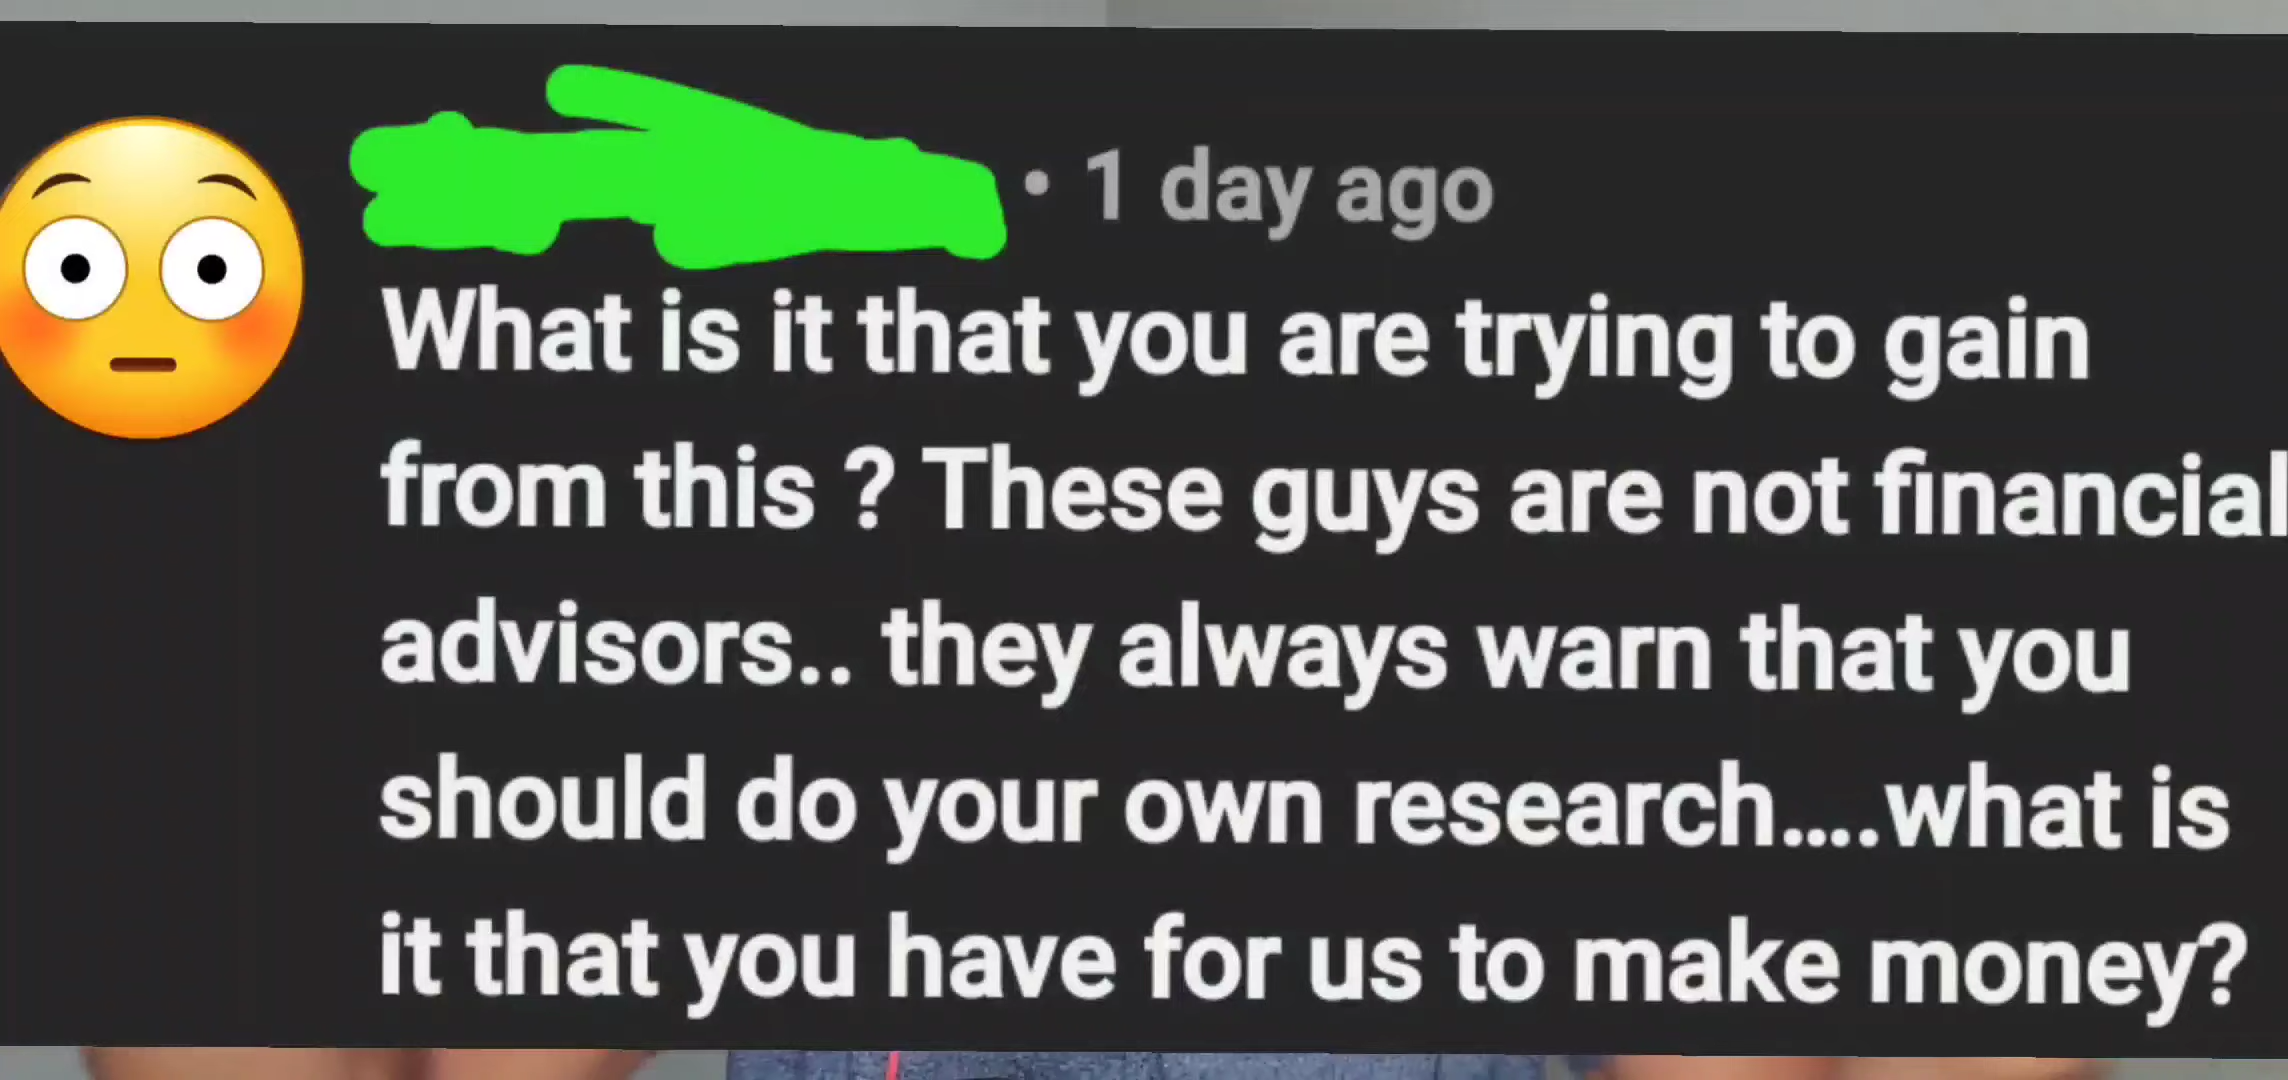 • 1 day ago
What is it that you are trying to gain
from this ? These guys are not financial
advisors.. they always warn that you
should do your own research....what is
it that you have for us to make money?